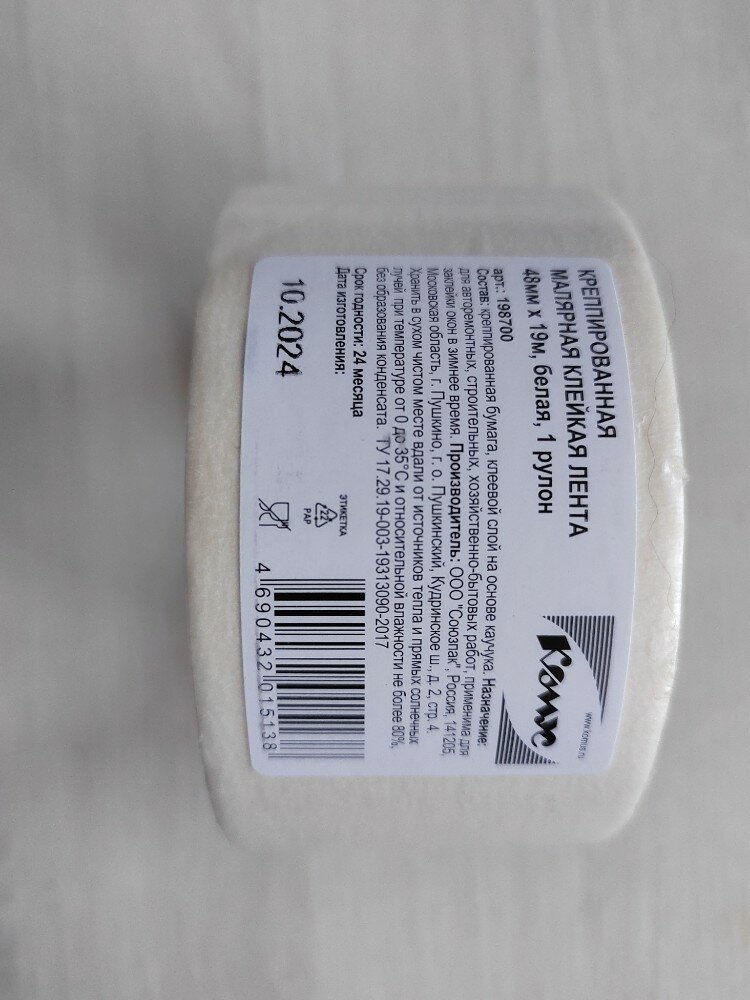 КРЕППИРОВАННАЯ
МАЛЯРНАЯ КЛЕЙКАЯ ЛЕНТА
48мм х 19м, белая, 1 рулон
www.komus.ru
Комус
арт.: 198700
Состав: креппированная бумага, клеевой слой на основе каучука. Назначение:
для авторемонтных, строительных, хозяйственно-бытовых работ, применима для
заклейки окон в зимнее время. Производитель: ООО "Союзпак", Россия, 141205,
Московская область, г. Пушкино, г. о. Пушкинский, Кудринское ш., д. 2, стр. 4.
Хранить в сухом чистом месте вдали от источников тепла и прямых солнечных
лучей при температуре от 0 до 35°С и относительной влажности не более 80%,
без образования конденсата. ТУ 17.29.19-003-19313090-2017
Срок годности: 24 месяца
Дата изготовления:
10.2024
ЭТИКЕТКА
22
PAP
4 690432 015138